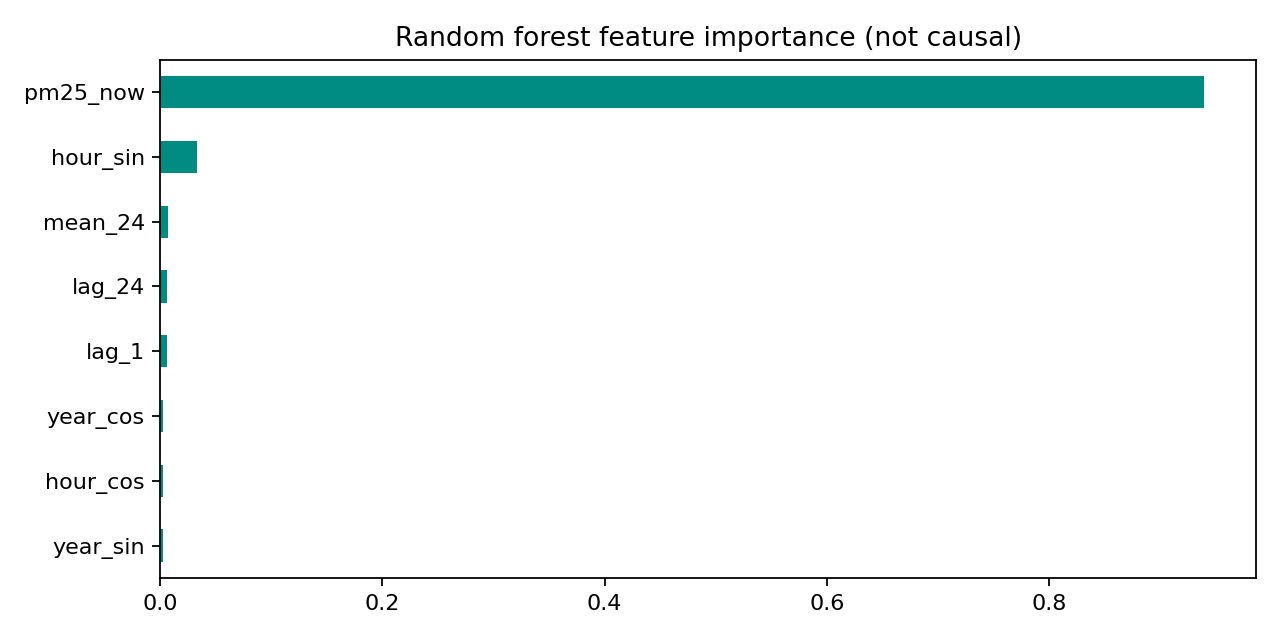 Random forest feature importance (not causal)
pm25_now
hour_sin
mean_24
lag_24
lag_1
year_cos
hour_cos
year_sin
0.0 0.2 0.4 0.6 0.8